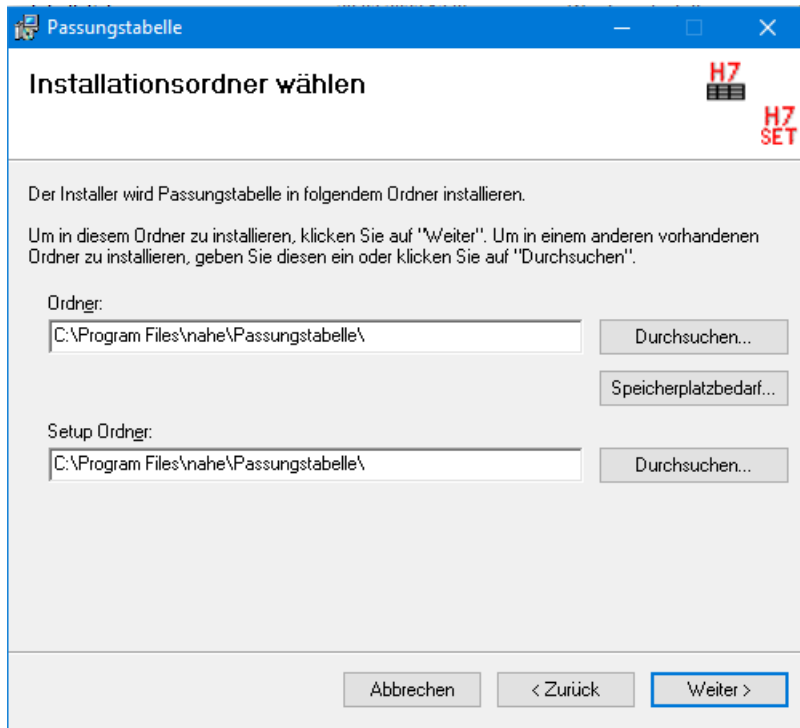 Passungstabelle
Installationsordner wählen
H7
H7
SET
Der Installer wird Passungstabelle in folgendem Ordner installieren.
Um in diesem Ordner zu installieren, klicken Sie auf "Weiter". Um in einem anderen vorhandenen
Ordner zu installieren, geben Sie diesen ein oder klicken Sie auf "Durchsuchen".
Ordner:
C:\Program Files\nahe\Passungstabelle\
Durchsuchen...
Speicherplatzbedarf...
Setup Ordner:
C:\Program Files\nahe\Passungstabelle\
Durchsuchen...
Abbrechen
< Zurück
Weiter >